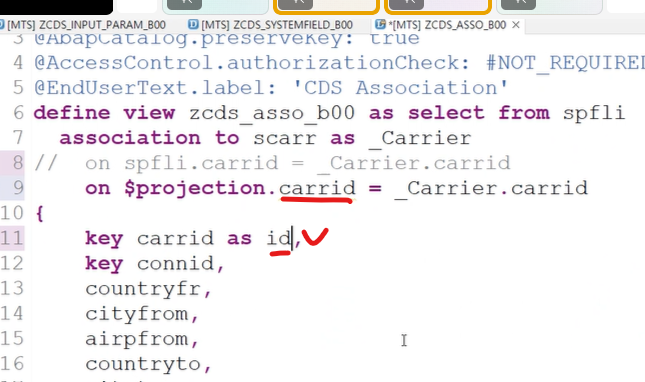 [MTS] ZCDS_INPUT_PARAM_B00 [MTS] ZCDS_SYSTEMFIELD_B00 *[MTS] ZCDS_ASSO_B00
3 @AbapCatalog.preserveKey: true
4 @AccessControl.authorizationCheck: #NOT_REQUIRED
5 @EndUserText.label: 'CDS Association'
6 define view zcds_asso_b00 as select from spfli
7 association to scarr as _Carrier
8 // on spfli.carrid = _Carrier.carrid
9 on $projection.carrid = _Carrier.carrid
10 {
11 key carrid as id,
12 key connid,
13 countryfr,
14 cityfrom,
15 airpfrom,
16 countryto,